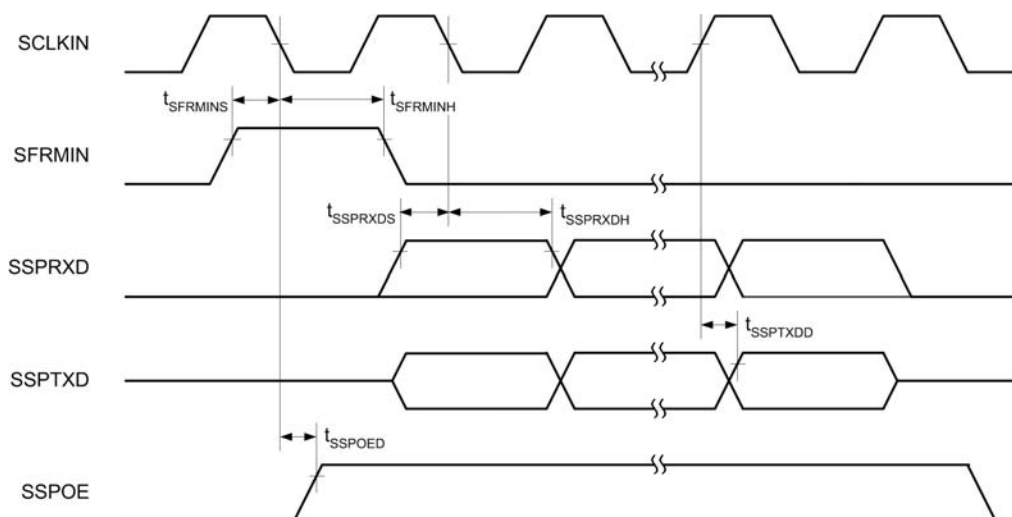 SCLKIN
tSFRMINS
tSFRMINH
SFRMIN
tSSPRXDS
tSSPRXDH
SSPRXD
tSSPTXDD
SSPTXD
tSSPOED
SSPOE